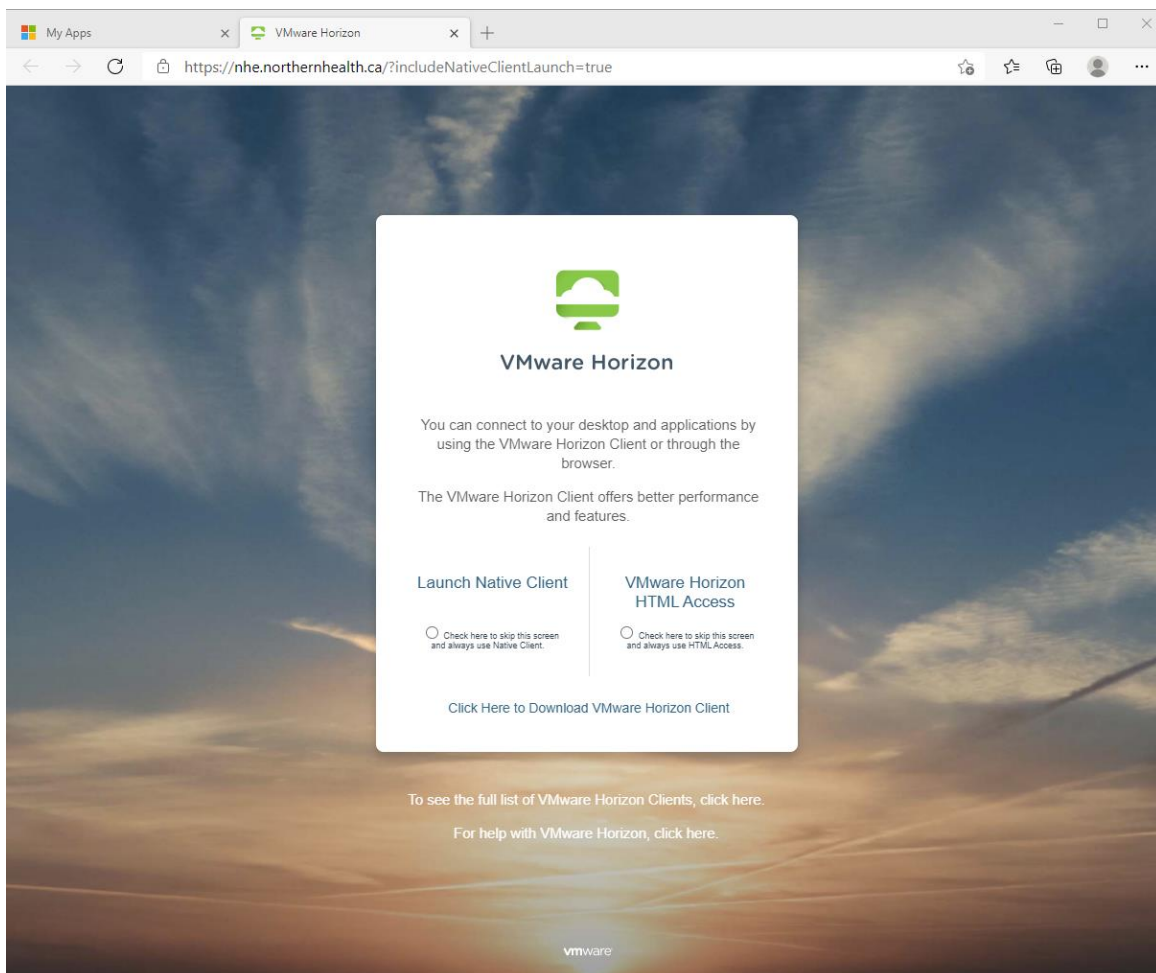 My Apps
VMware Horizon
https://nhe.northernhealth.ca/?includeNativeClientLaunch=true
VMware Horizon
You can connect to your desktop and applications by
using the VMware Horizon Client or through the
browser.
The VMware Horizon Client offers better performance
and features.
Launch Native Client
Check here to skip this screen
and always use Native Client.
VMware Horizon
HTML Access
Check here to skip this screen
and always use HTML Access.
Click Here to Download VMware Horizon Client
To see the full list of VMware Horizon Clients, click here.
For help with VMware Horizon, click here.
vmware